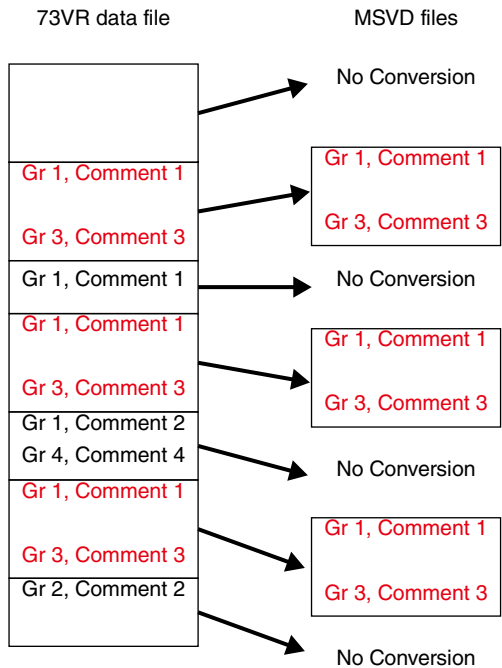 73VR data file
MSVD files
No Conversion
Gr 1, Comment 1
Gr 3, Comment 3
Gr 1, Comment 1
Gr 3, Comment 3
Gr 1, Comment 1
No Conversion
Gr 1, Comment 1
Gr 3, Comment 3
Gr 1, Comment 1
Gr 3, Comment 3
Gr 1, Comment 2
Gr 4, Comment 4
No Conversion
Gr 1, Comment 1
Gr 3, Comment 3
Gr 1, Comment 1
Gr 3, Comment 3
Gr 2, Comment 2
No Conversion